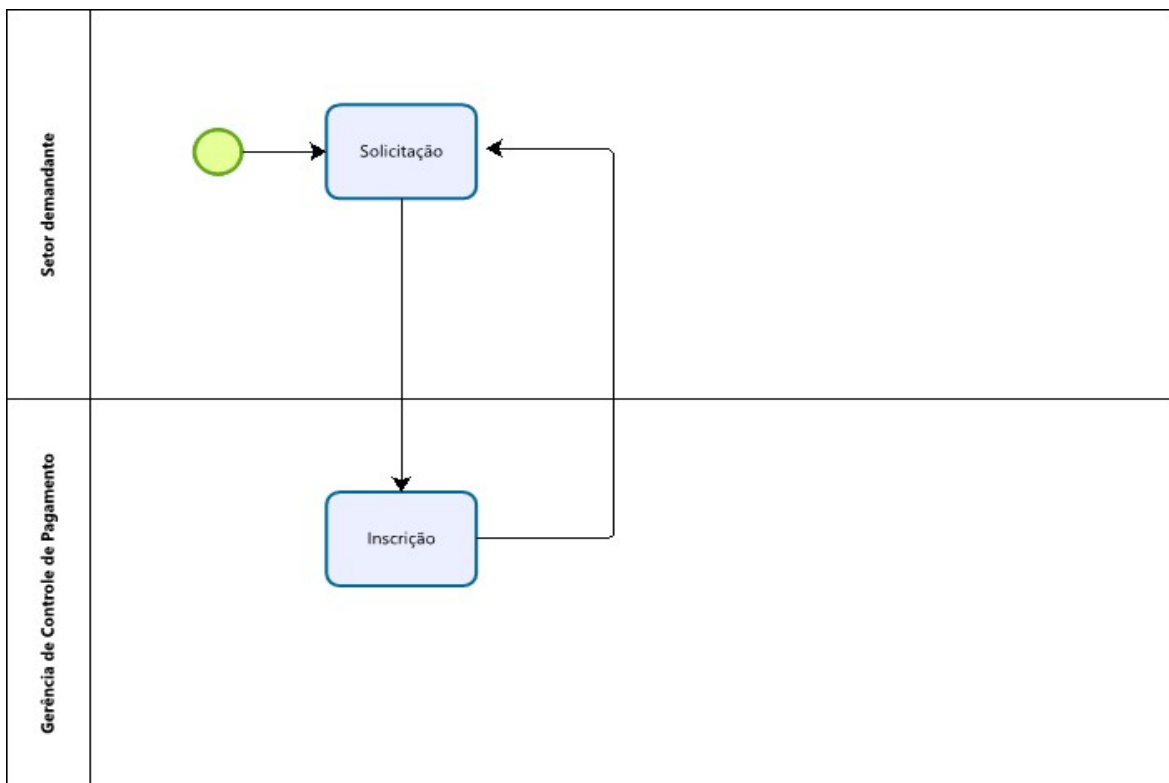 Setor demandante
Solicitação
Gerência de Controle de Pagamento
Inscrição